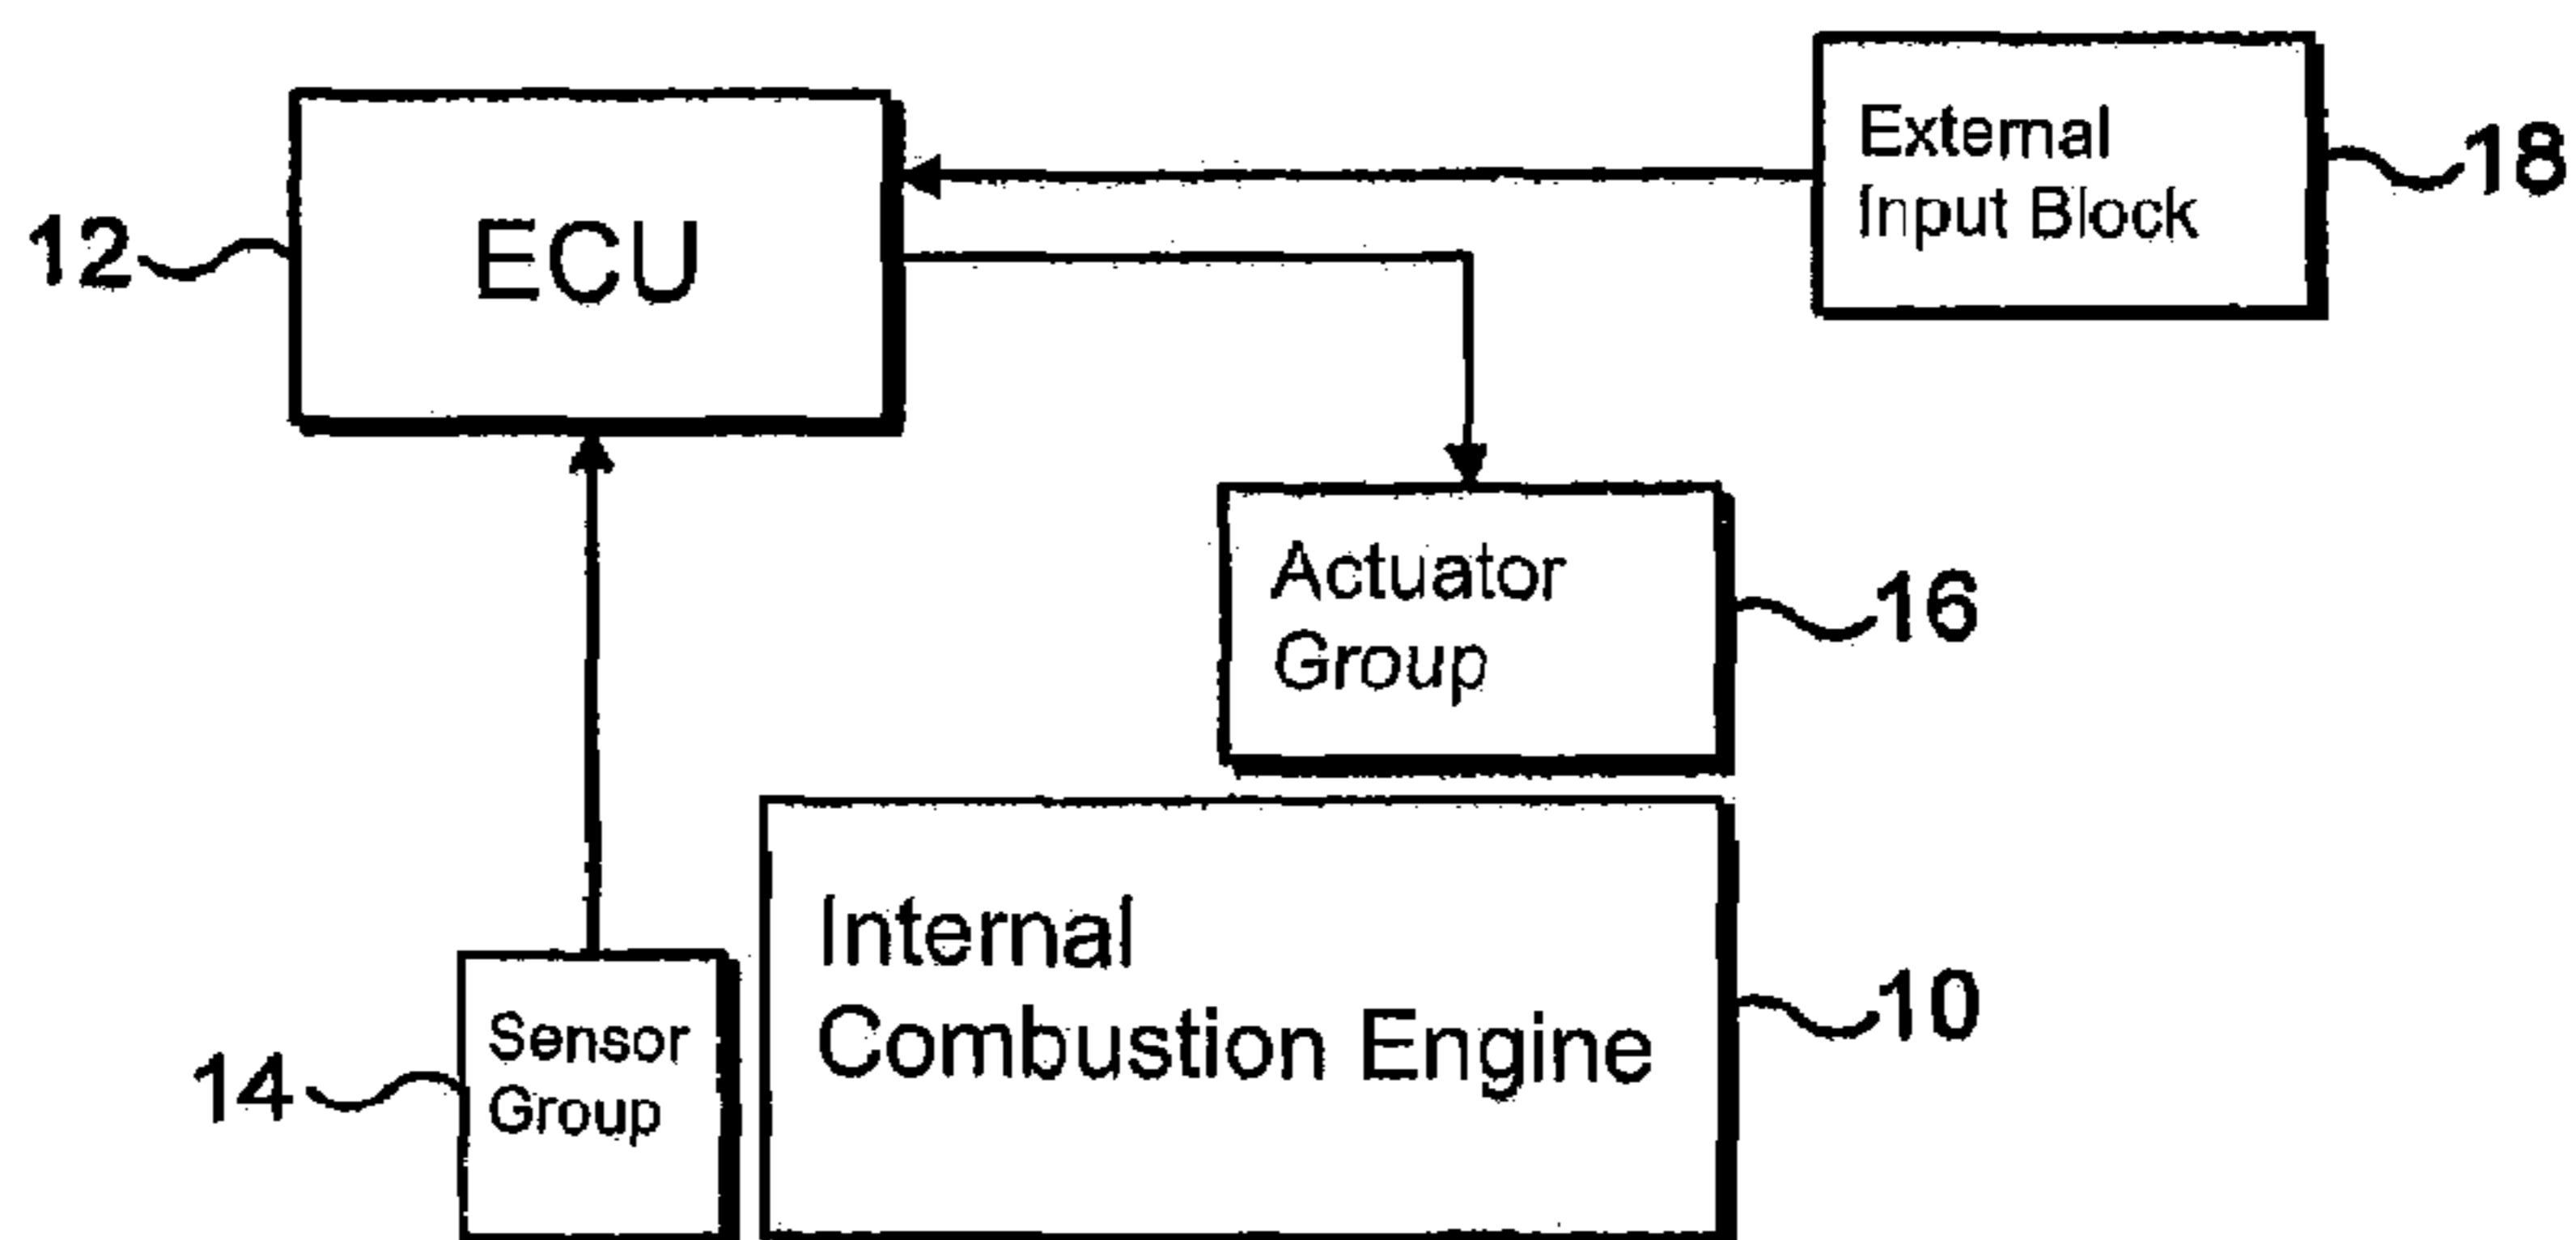 External
Input Block
18
12
ECU
Actuator
Group
16
Internal
Combustion Engine
10
Sensor
Group
14